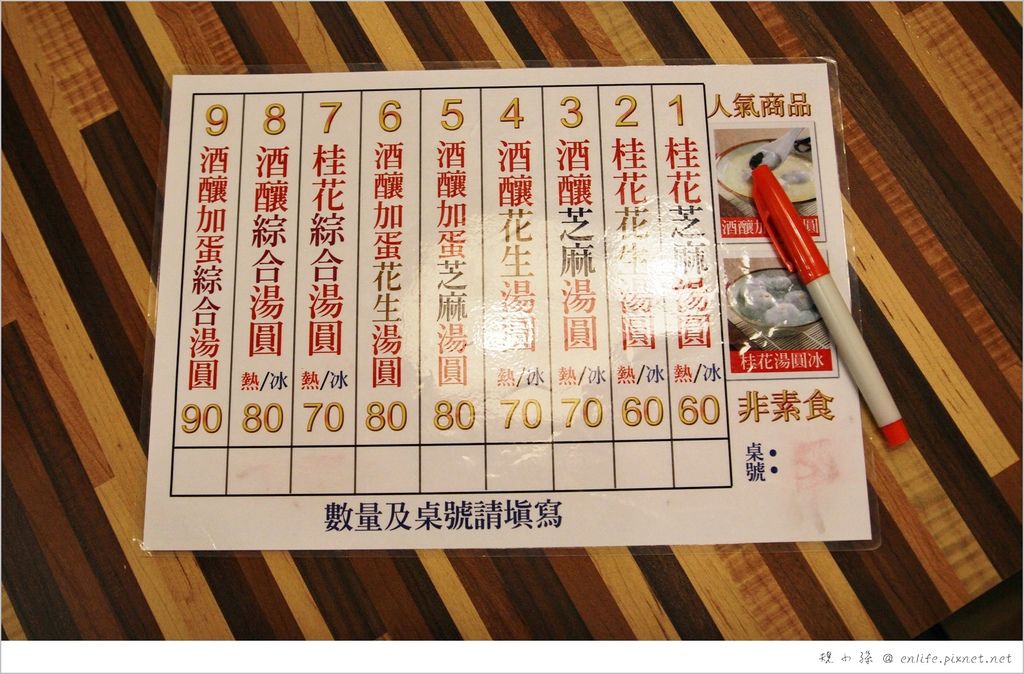 人氣商品
1 桂花芝麻湯圓 熱/冰 60
2 桂花花生湯圓 熱/冰 60
3 酒釀芝麻湯圓 熱/冰 70
4 酒釀花生湯圓 熱/冰 70
5 酒釀加蛋芝麻湯圓 80
6 酒釀加蛋花生湯圓 80
7 桂花綜合湯圓 熱/冰 70
8 酒釀綜合湯圓 熱/冰 80
9 酒釀加蛋綜合湯圓 90
酒釀加 圓
桂花湯圓冰
非素食
桌號：
數量及桌號請填寫
@ enlife.pixnet.net